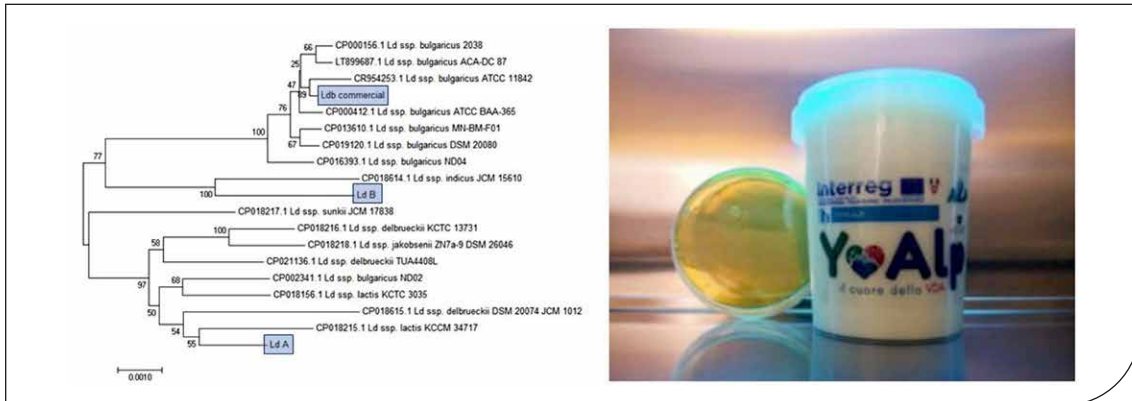 CP000156.1 Ld ssp. bulgaricus 2038
66
LT899687.1 Ld ssp. bulgaricus ACA-DC 87
25
CR954253.1 Ld ssp. bulgaricus ATCC 11842
47
89
Ldb commercial
76
CP000412.1 Ld ssp. bulgaricus ATCC BAA-365
CP013610.1 Ld ssp. bulgaricus MN-BM-F01
100
67
CP019120.1 Ld ssp. bulgaricus DSM 20080
77
CP016393.1 Ld ssp. bulgaricus ND04
CP018614.1 Ld ssp. indicus JCM 15610
100
Ld B
CP018217.1 Ld ssp. sunkii JCM 17838
CP018216.1 Ld ssp. delbrueckii KCTC 13731
100
58
CP018218.1 Ld ssp. jakobsenii ZN7a-9 DSM 26046
CP021136.1 Ld ssp. delbrueckii TUA4408L
97
68
CP002341.1 Ld ssp. bulgaricus ND02
CP018156.1 Ld ssp. lactis KCTC 3035
50
CP018615.1 Ld ssp. delbrueckii DSM 20074 JCM 1012
54
CP018215.1 Ld ssp. lactis KCCM 34717
55
Ld A
0.0010
Interreg
YAlp
il cuore della VDA